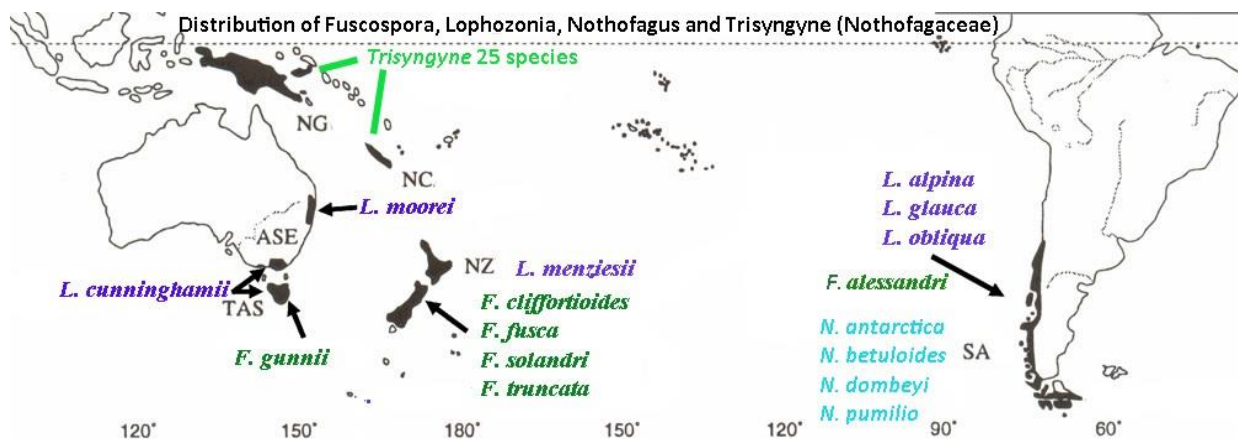 Distribution of Fuscospora, Lophozonia, Nothofagus and Trisyngyne (Nothofagaceae)
Trisyngyne 25 species
NG
NC
L. moorei
ASE
L. cunninghamii
TAS
F. gunnii
NZ
L. menziesii
F. cliffortioides
F. fusca
F. solandri
F. truncata
L. alpina
L. glauca
L. obliqua
F. alessandri
N. antarctica
N. betuloides
N. dombeyi
N. pumilio
SA
120° 150° 180° 120° 90° 60°